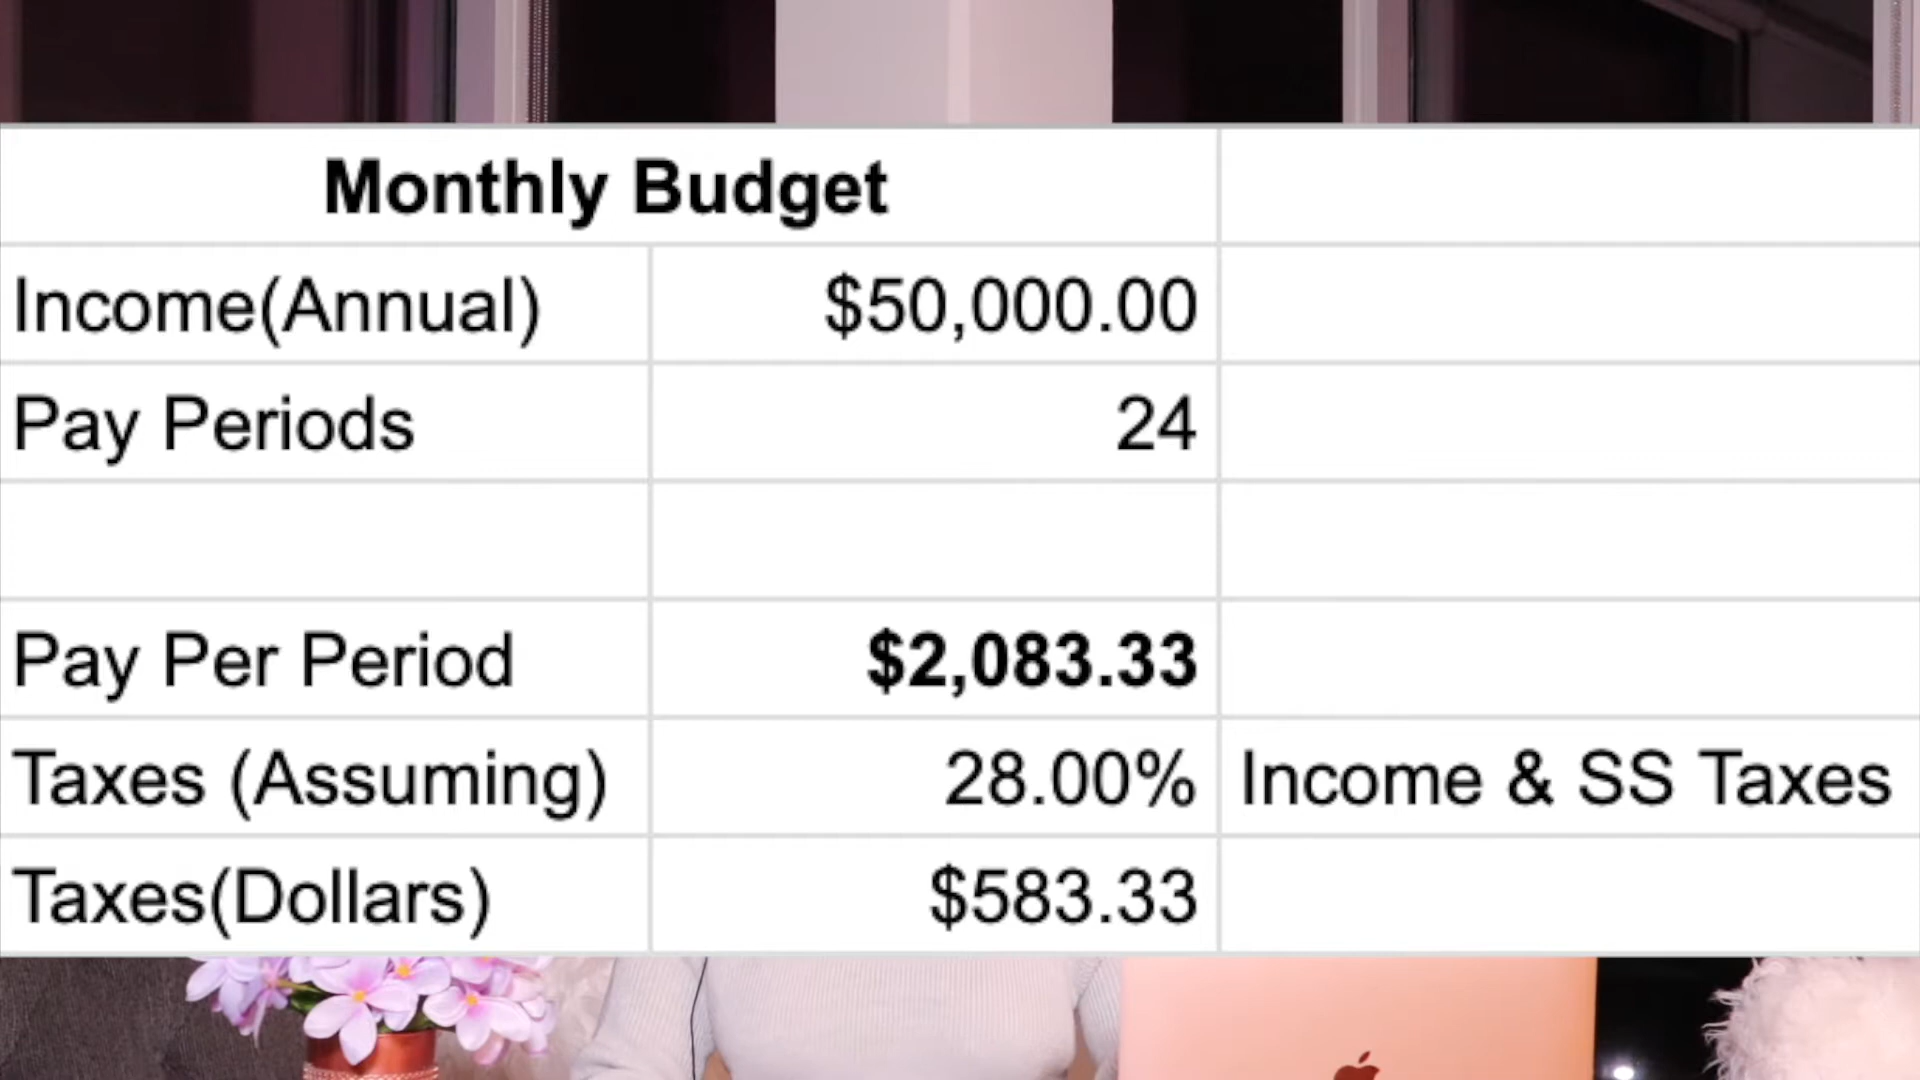 Monthly Budget
Income(Annual) $50,000.00
Pay Periods 24
Pay Per Period $2,083.33
Taxes (Assuming) 28.00% Income & SS Taxes
Taxes(Dollars) $583.33